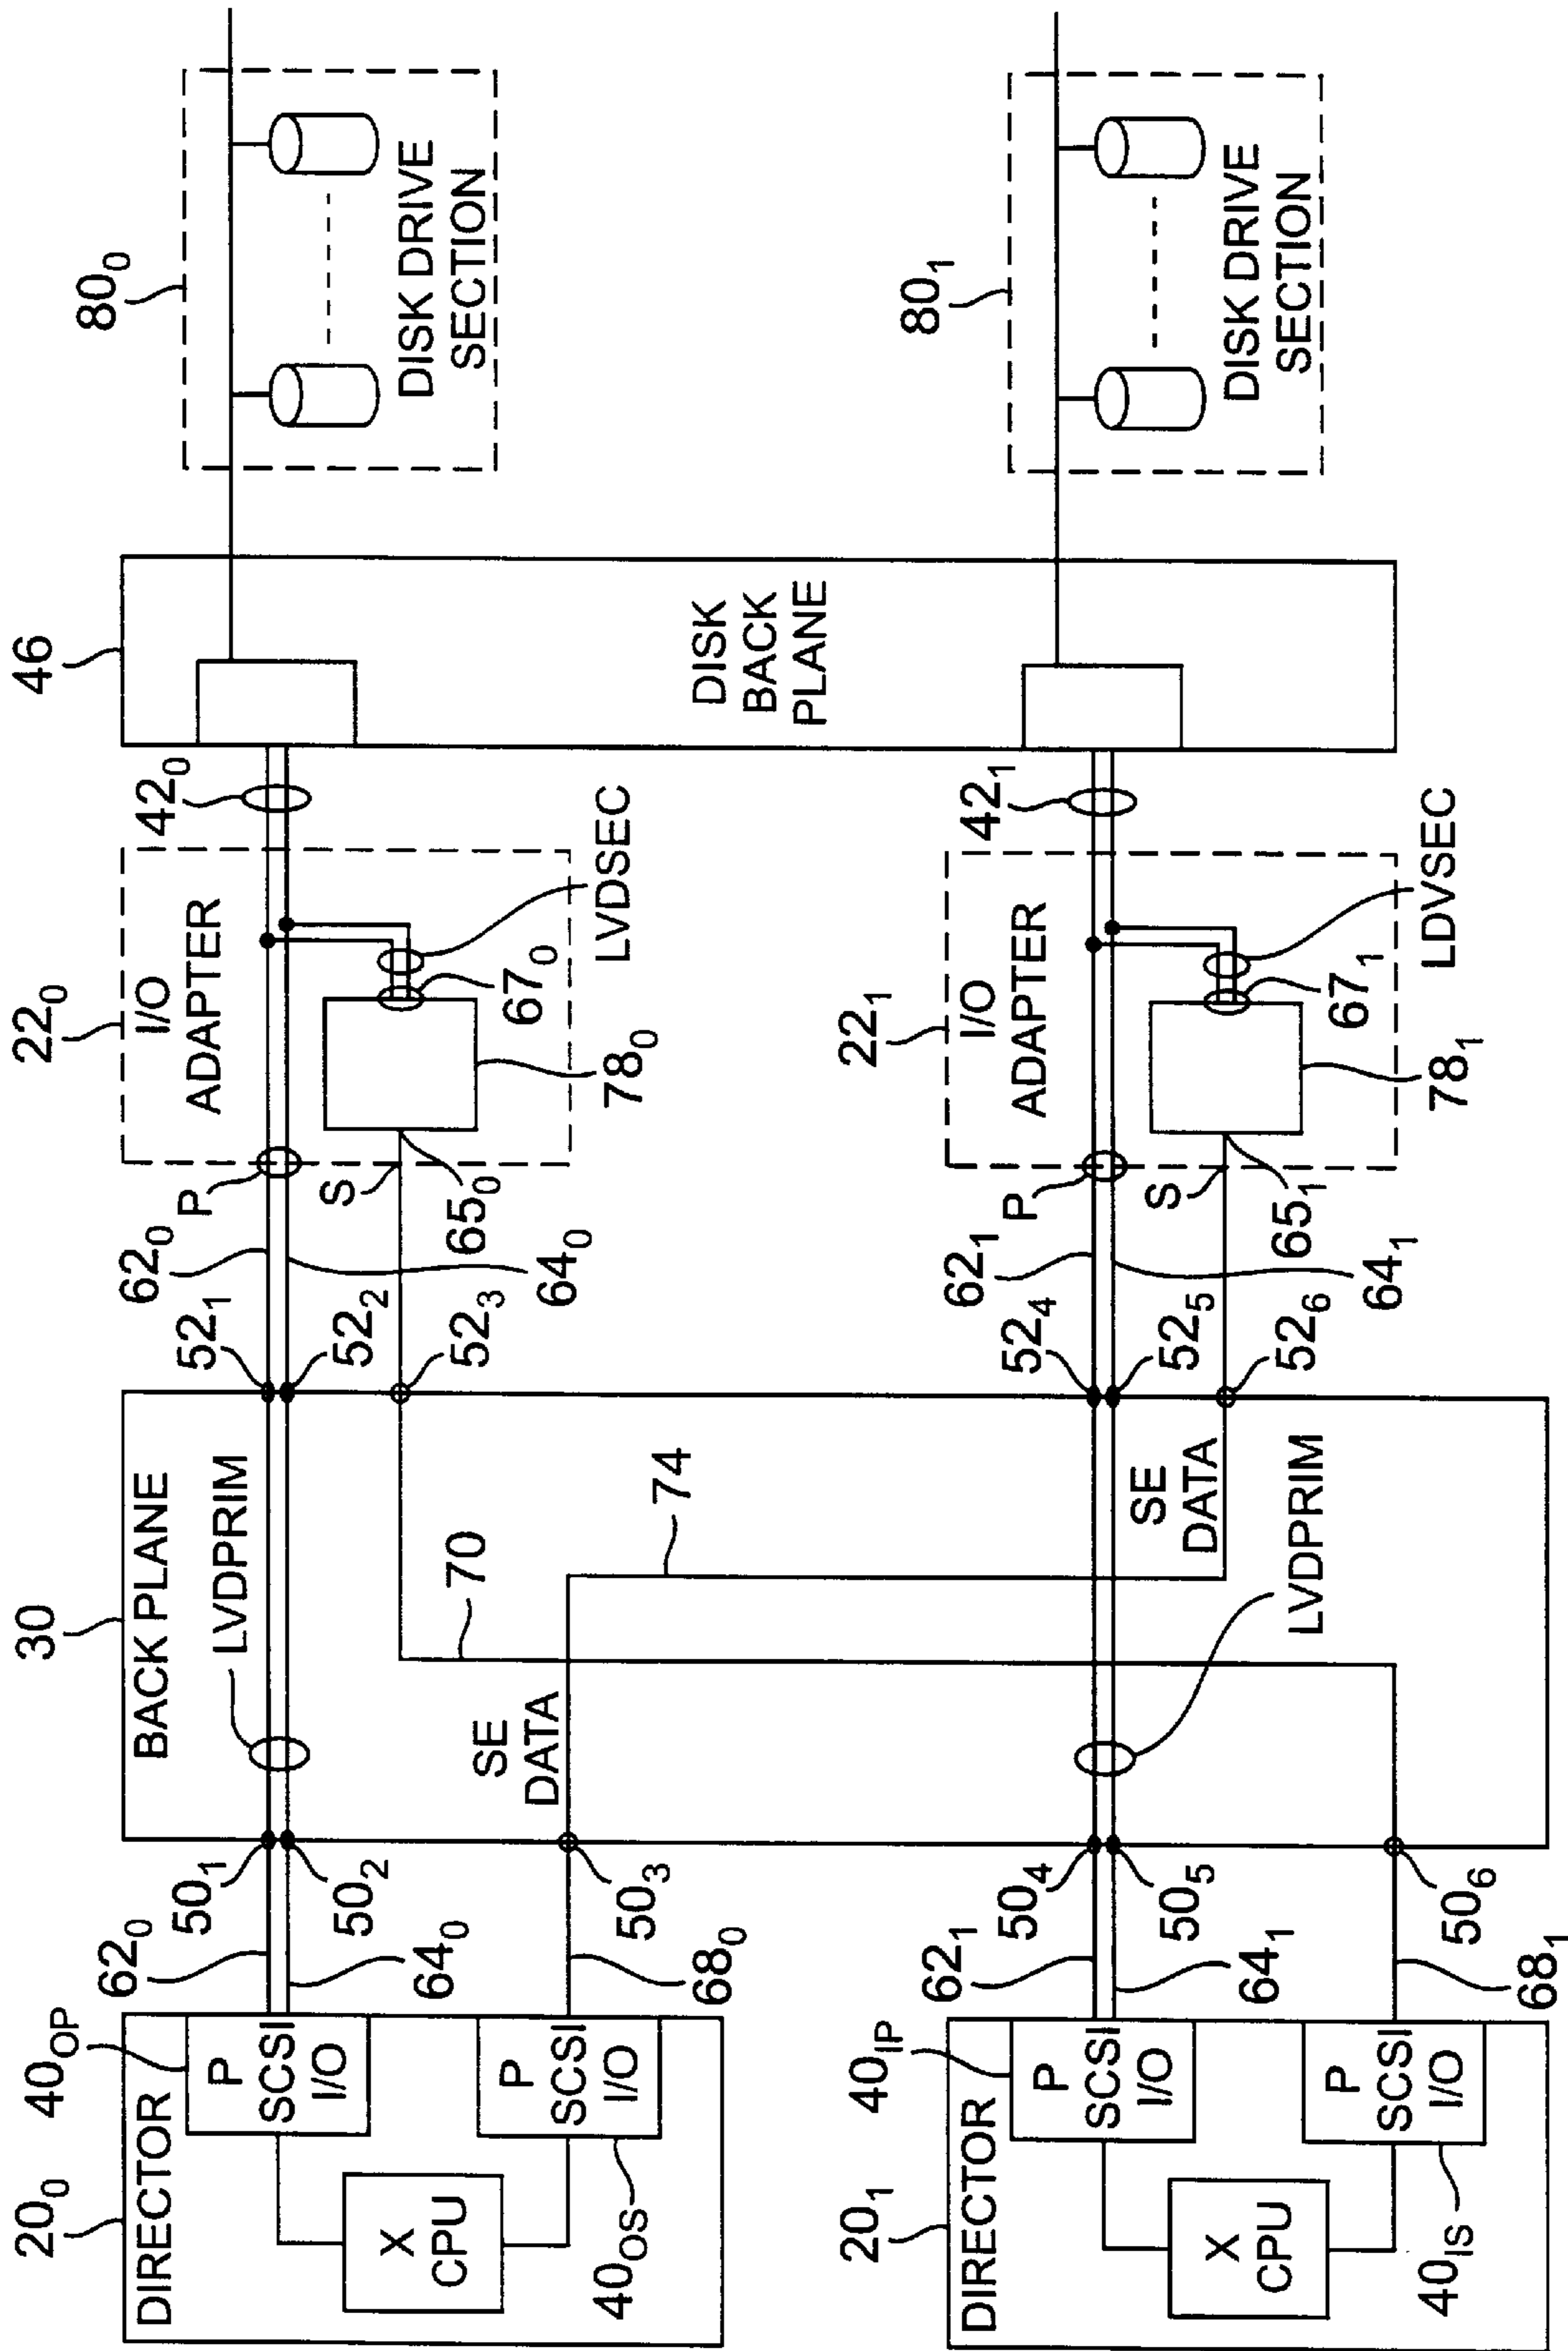 20₀
DIRECTOR
40₀P
P
SCSI
I/O
X
CPU
P
SCSI
I/O
40₀S
62₀
50₁
64₀
50₂
68₀
50₃
30
BACK PLANE
LVDPRIM
SE
DATA
70
74
52₁
62₀
52₂
64₀
52₃
P
S
65₀
22₀
I/O
ADAPTER
67₀
78₀
LVDSEC
42₀
46
DISK
BACK
PLANE
80₀
DISK DRIVE
SECTION
20₁
DIRECTOR
40IP
P
SCSI
I/O
X
CPU
P
SCSI
I/O
40IS
62₁
50₄
64₁
50₅
68₁
50₆
LVDPRIM
SE
DATA
52₄
62₁
52₅
64₁
52₆
P
S
65₁
22₁
I/O
ADAPTER
67₁
78₁
LDVSEC
42₁
80₁
DISK DRIVE
SECTION